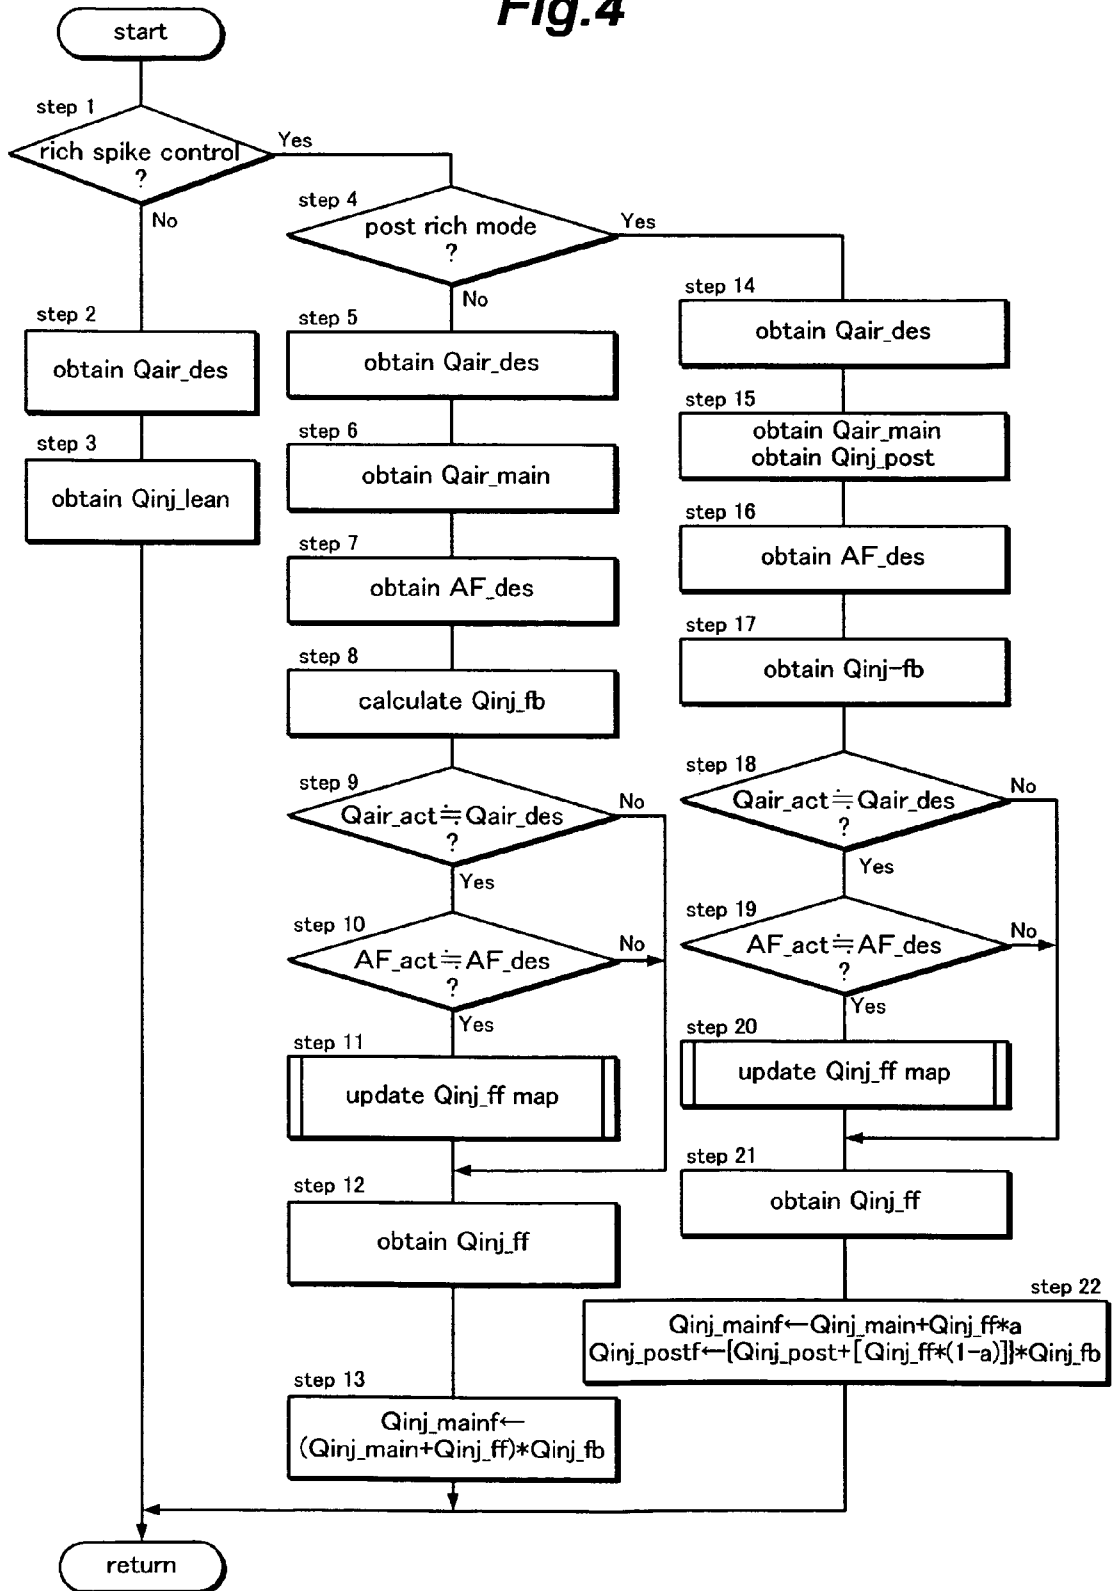 Fig.4
start
step 1
rich spike control
?
Yes
No
step 2
obtain Qair_des
step 3
obtain Qinj_lean
step 4
post rich mode
?
Yes
No
step 5
obtain Qair_des
step 6
obtain Qair_main
step 7
obtain AF_des
step 8
calculate Qinj_fb
step 9
Qair_act≒Qair_des
?
No
Yes
step 10
AF_act≒AF_des
?
No
Yes
step 11
update Qinj_ff map
step 12
obtain Qinj_ff
step 13
Qinj_mainf←
(Qinj_main+Qinj_ff)*Qinj_fb
step 14
obtain Qair_des
step 15
obtain Qair_main
obtain Qinj_post
step 16
obtain AF_des
step 17
obtain Qinj-fb
step 18
Qair_act≒Qair_des
?
No
Yes
step 19
AF_act≒AF_des
?
No
Yes
step 20
update Qinj_ff map
step 21
obtain Qinj_ff
step 22
Qinj_mainf←Qinj_main+Qinj_ff*a
Qinj_postf←{Qinj_post+[Qinj_ff*(1-a)]}*Qinj_fb
return